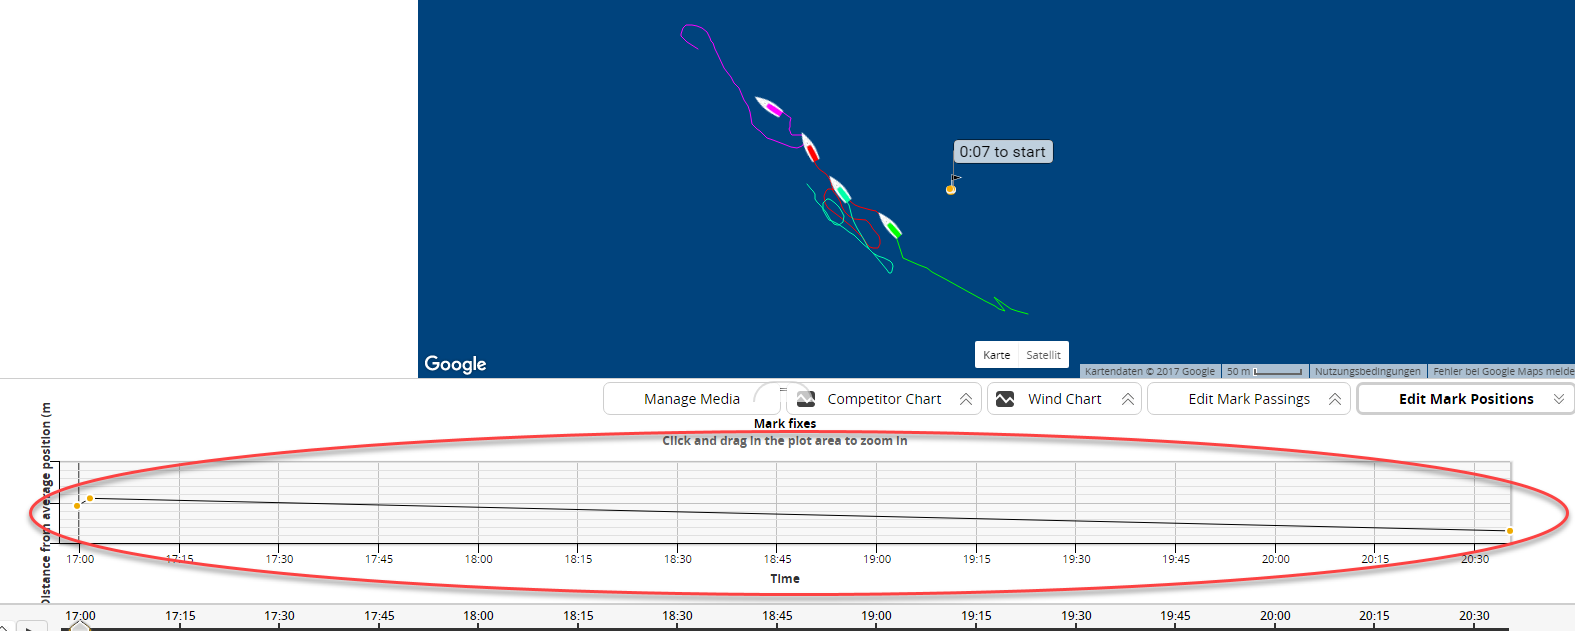 0:07 to start
Karte Satellit
Google
Kartendaten © 2017 Google 50 m Nutzungsbedingungen Fehler bei Google Maps melde
Manage Media Competitor Chart Wind Chart Edit Mark Passings Edit Mark Positions
Mark fixes
Click and drag in the plot area to zoom in
Distance from average position (m
17:00 17:15 17:30 17:45 18:00 18:15 18:30 18:45 19:00 19:15 19:30 19:45 20:00 20:15 20:30
Time
17:00 17:15 17:30 17:45 18:00 18:15 18:30 18:45 19:00 19:15 19:30 19:45 20:00 20:15 20:30